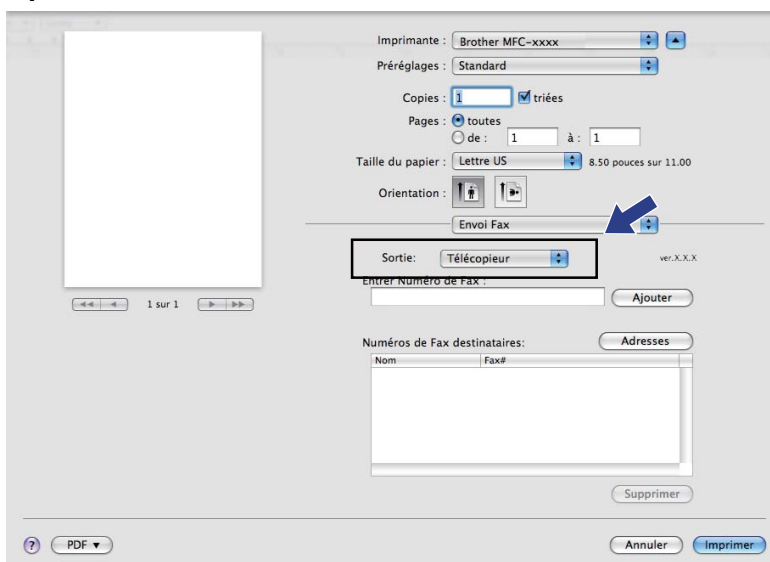 Imprimante : Brother MFC-xxxx
Préréglages : Standard
Copies : 1 triées
Pages : toutes
de : 1 à : 1
Taille du papier : Lettre US 8.50 pouces sur 11.00
Orientation :
Envoi Fax
Sortie: Télécopieur ver.X.X.X
Entrer Numéro de Fax :
Ajouter
1 sur 1
Numéros de Fax destinataires: Adresses
Nom Fax#
Supprimer
? PDF ▼ Annuler Imprimer